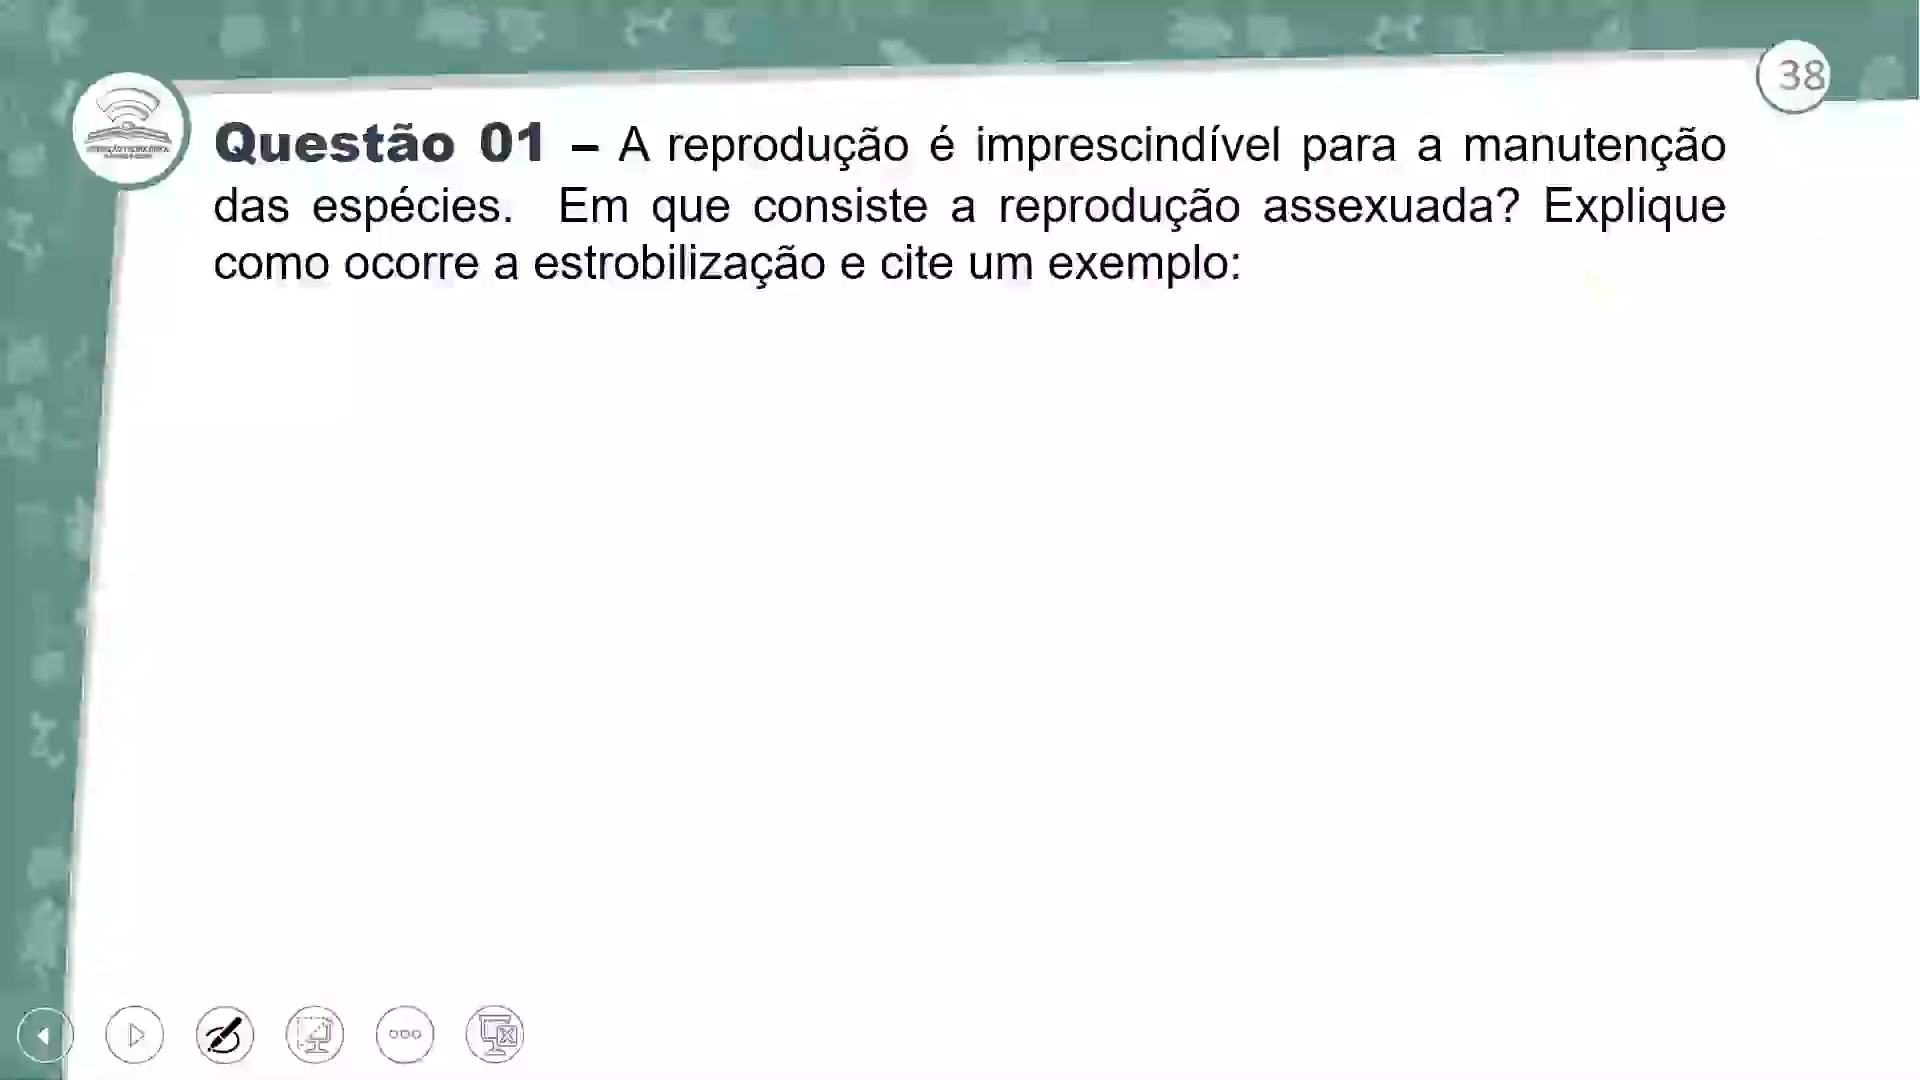 38
Questão 01 – A reprodução é imprescindível para a manutenção
das espécies. Em que consiste a reprodução assexuada? Explique
como ocorre a estrobilização e cite um exemplo: